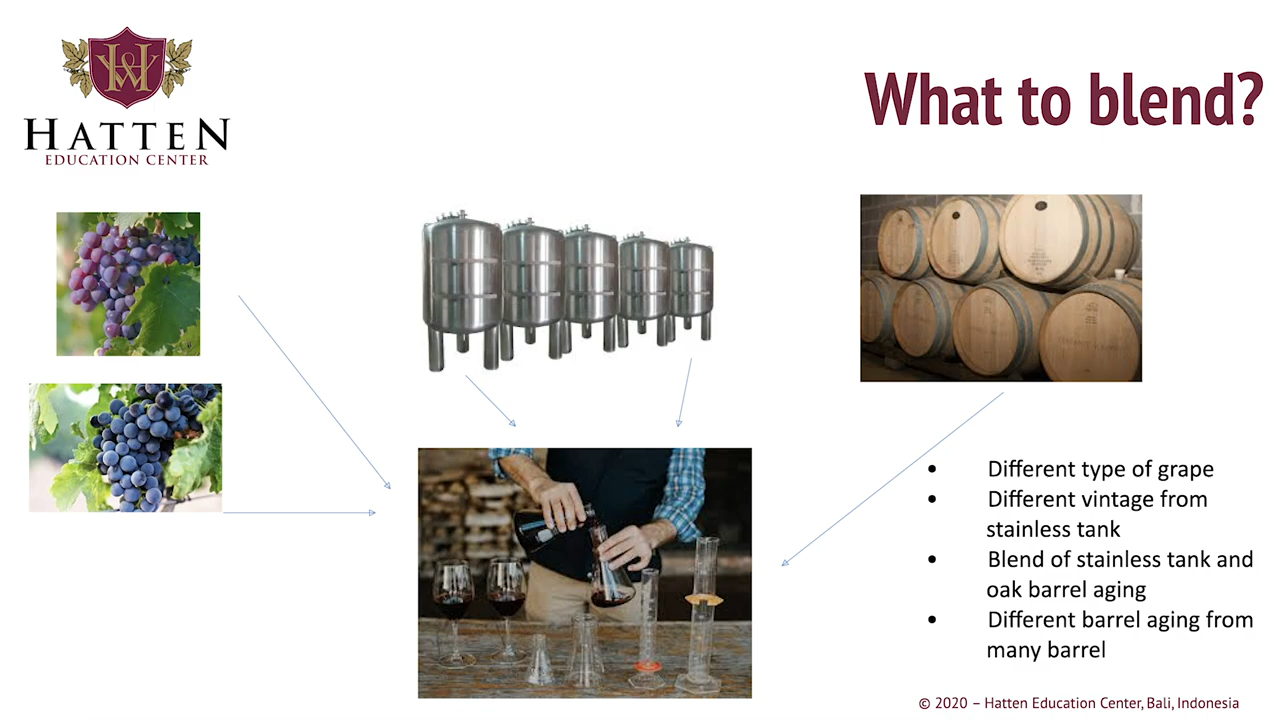 HATTEN
EDUCATION CENTER
What to blend?
• Different type of grape
• Different vintage from
stainless tank
• Blend of stainless tank and
oak barrel aging
• Different barrel aging from
many barrel
© 2020 – Hatten Education Center, Bali, Indonesia